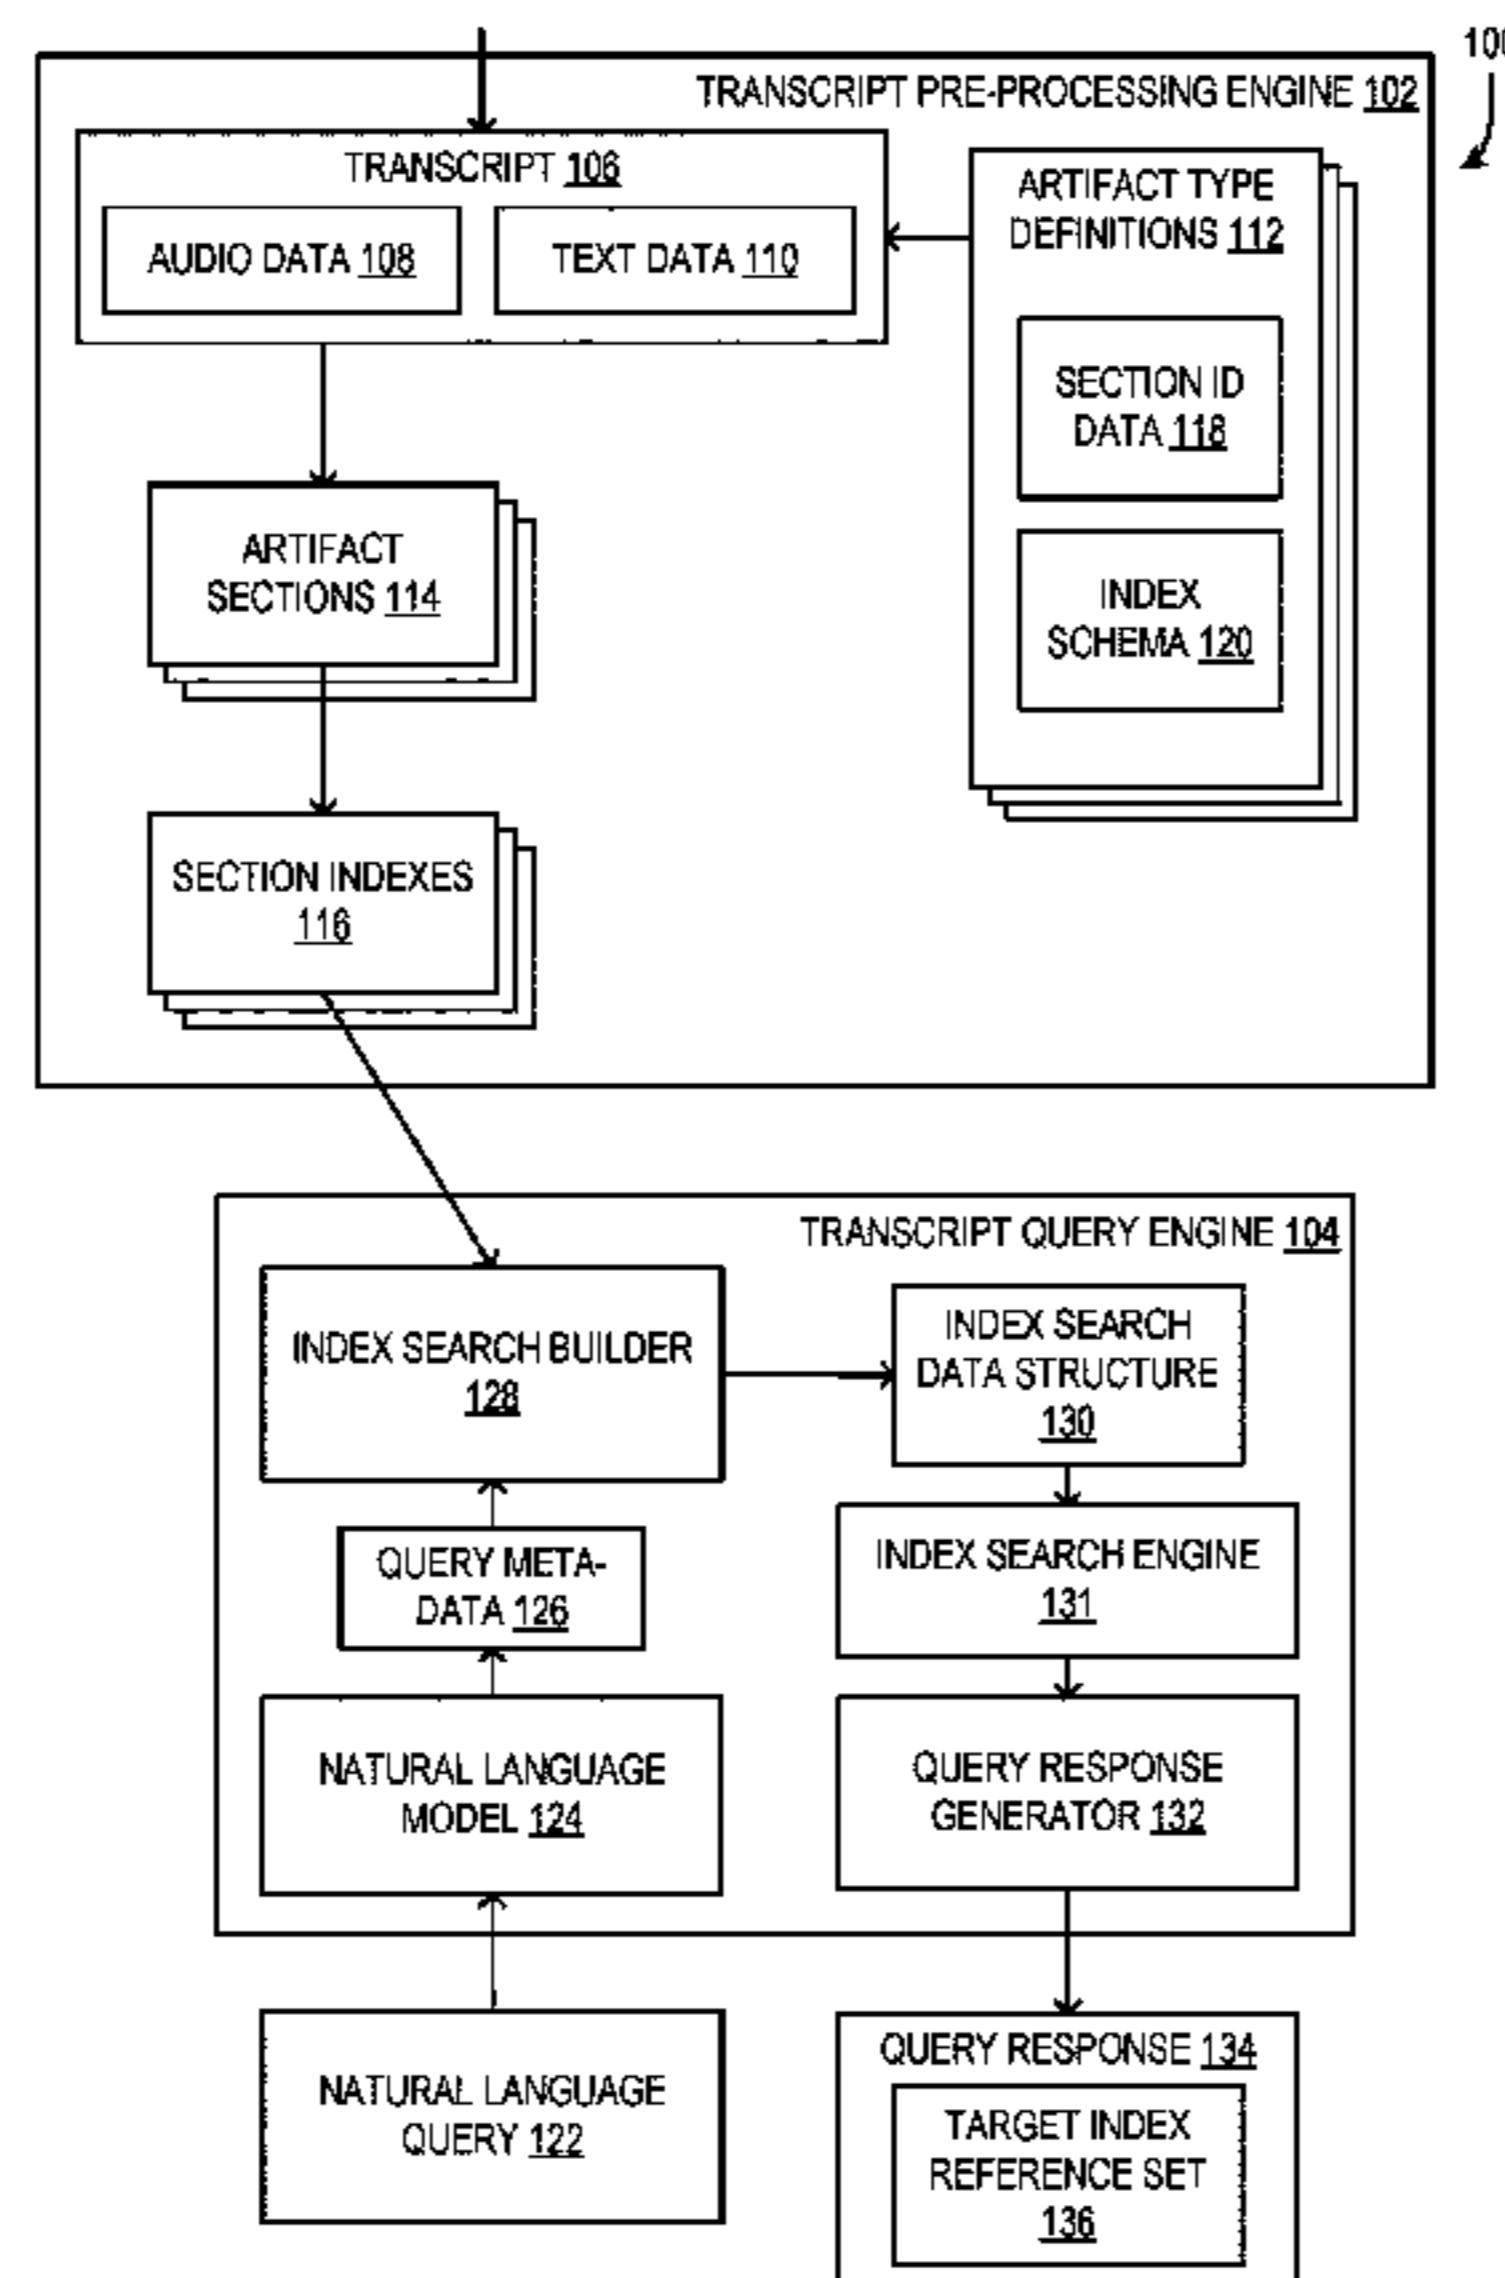 100
TRANSCRIPT PRE-PROCESSING ENGINE 102
TRANSCRIPT 106
AUDIO DATA 108
TEXT DATA 110
ARTIFACT TYPE
DEFINITIONS 112
SECTION ID
DATA 118
INDEX
SCHEMA 120
ARTIFACT
SECTIONS 114
SECTION INDEXES
116
TRANSCRIPT QUERY ENGINE 104
INDEX SEARCH BUILDER
128
INDEX SEARCH
DATA STRUCTURE
130
QUERY META-
DATA 126
INDEX SEARCH ENGINE
131
NATURAL LANGUAGE
MODEL 124
QUERY RESPONSE
GENERATOR 132
NATURAL LANGUAGE
QUERY 122
QUERY RESPONSE 134
TARGET INDEX
REFERENCE SET
136